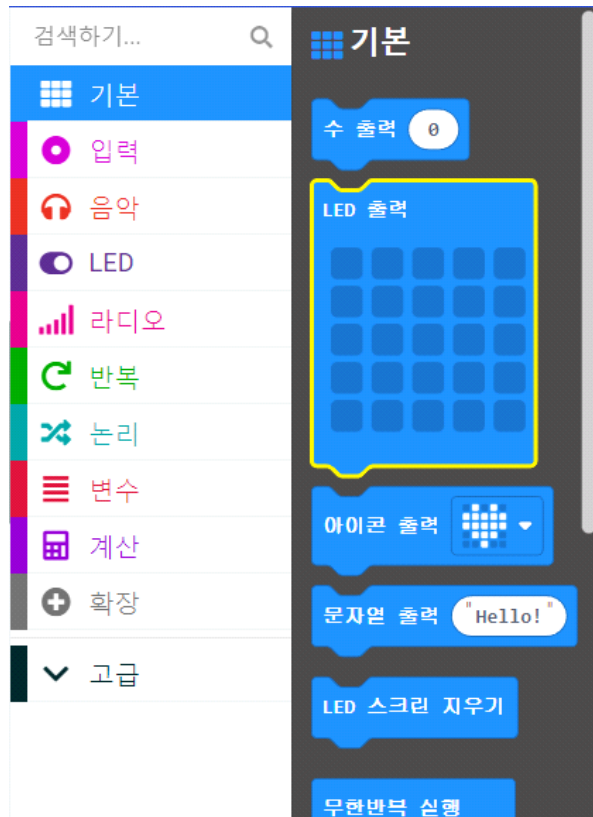 검색하기...
기본
입력
음악
LED
라디오
반복
논리
변수
계산
확장
고급
기본
수 출력 0
LED 출력
아이콘 출력
문자열 출력 "Hello!"
LED 스크린 지우기
무한반복 실행